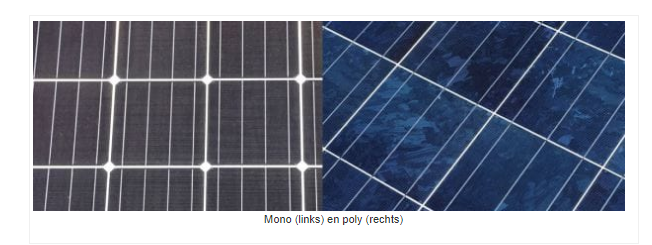 Mono (links) en poly (rechts)